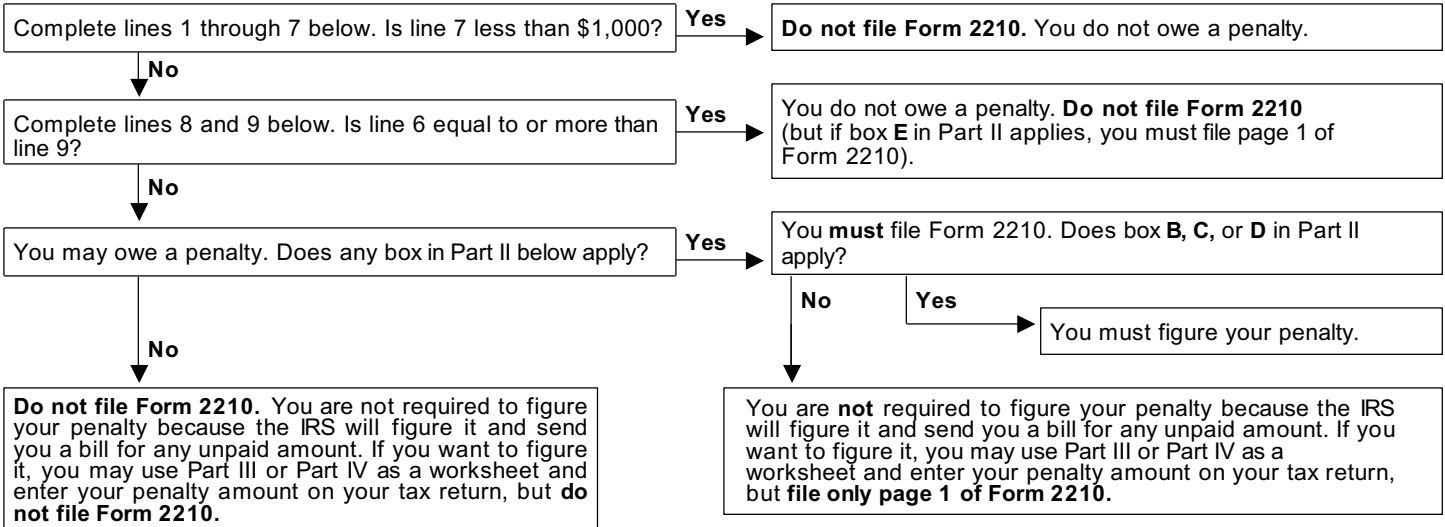 Complete lines 1 through 7 below. Is line 7 less than $1,000?
Yes
Do not file Form 2210. You do not owe a penalty.
No
Complete lines 8 and 9 below. Is line 6 equal to or more than
line 9?
Yes
You do not owe a penalty. Do not file Form 2210
(but if box E in Part II applies, you must file page 1 of
Form 2210).
No
You may owe a penalty. Does any box in Part II below apply?
Yes
You must file Form 2210. Does box B, C, or D in Part II
apply?
No
Yes
You must figure your penalty.
No
Do not file Form 2210. You are not required to figure
your penalty because the IRS will figure it and send
you a bill for any unpaid amount. If you want to figure
it, you may use Part III or Part IV as a worksheet and
enter your penalty amount on your tax return, but do
not file Form 2210.
You are not required to figure your penalty because the IRS
will figure it and send you a bill for any unpaid amount. If you
want to figure it, you may use Part III or Part IV as a
worksheet and enter your penalty amount on your tax return,
but file only page 1 of Form 2210.